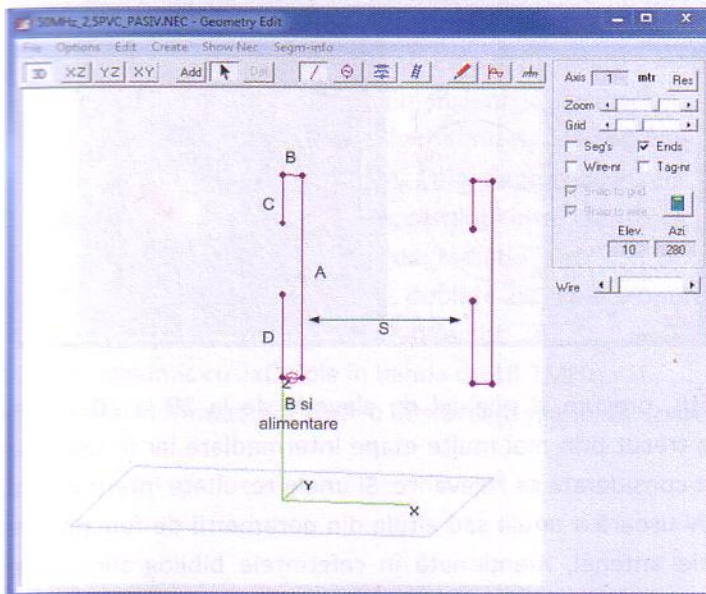 50MHz_2,5PVC_PASIV.NEC - Geometry Edit
File Options Edit Create Show Nec Segm-info
3D XZ YZ XY Add Del
Axis 1 mtr Res
Zoom
Grid
Seg's Ends
Wire-nr Tag-nr
Snap to grid
Snap to wire
Elev. Azi
10 280
Wire
B
C
A
D
S
Z
B si
alimentare
Y
X